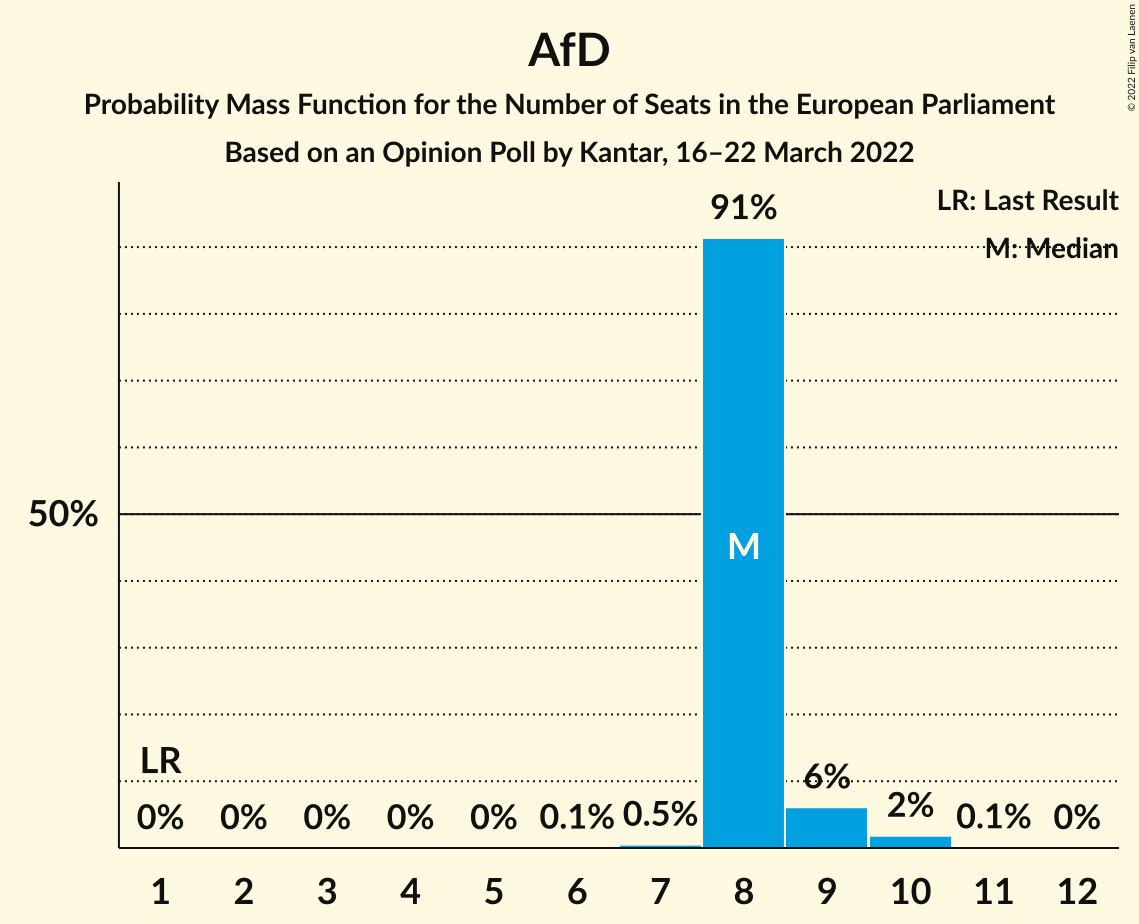 AfD
Probability Mass Function for the Number of Seats in the European Parliament
Based on an Opinion Poll by Kantar, 16–22 March 2022
© 2022 Filip van Laenen
LR: Last Result
M: Median
91%
50%
M
LR
0% 0% 0% 0% 0% 0.1% 0.5% 6% 2% 0.1% 0%
1 2 3 4 5 6 7 8 9 10 11 12